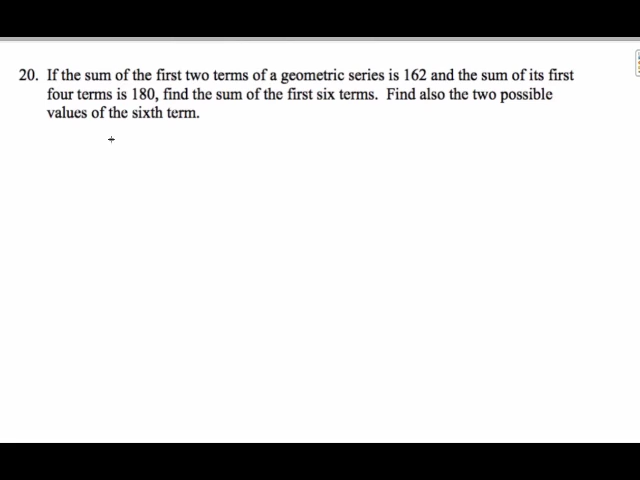 20. If the sum of the first two terms of a geometric series is 162 and the sum of its first
four terms is 180, find the sum of the first six terms. Find also the two possible
values of the sixth term.